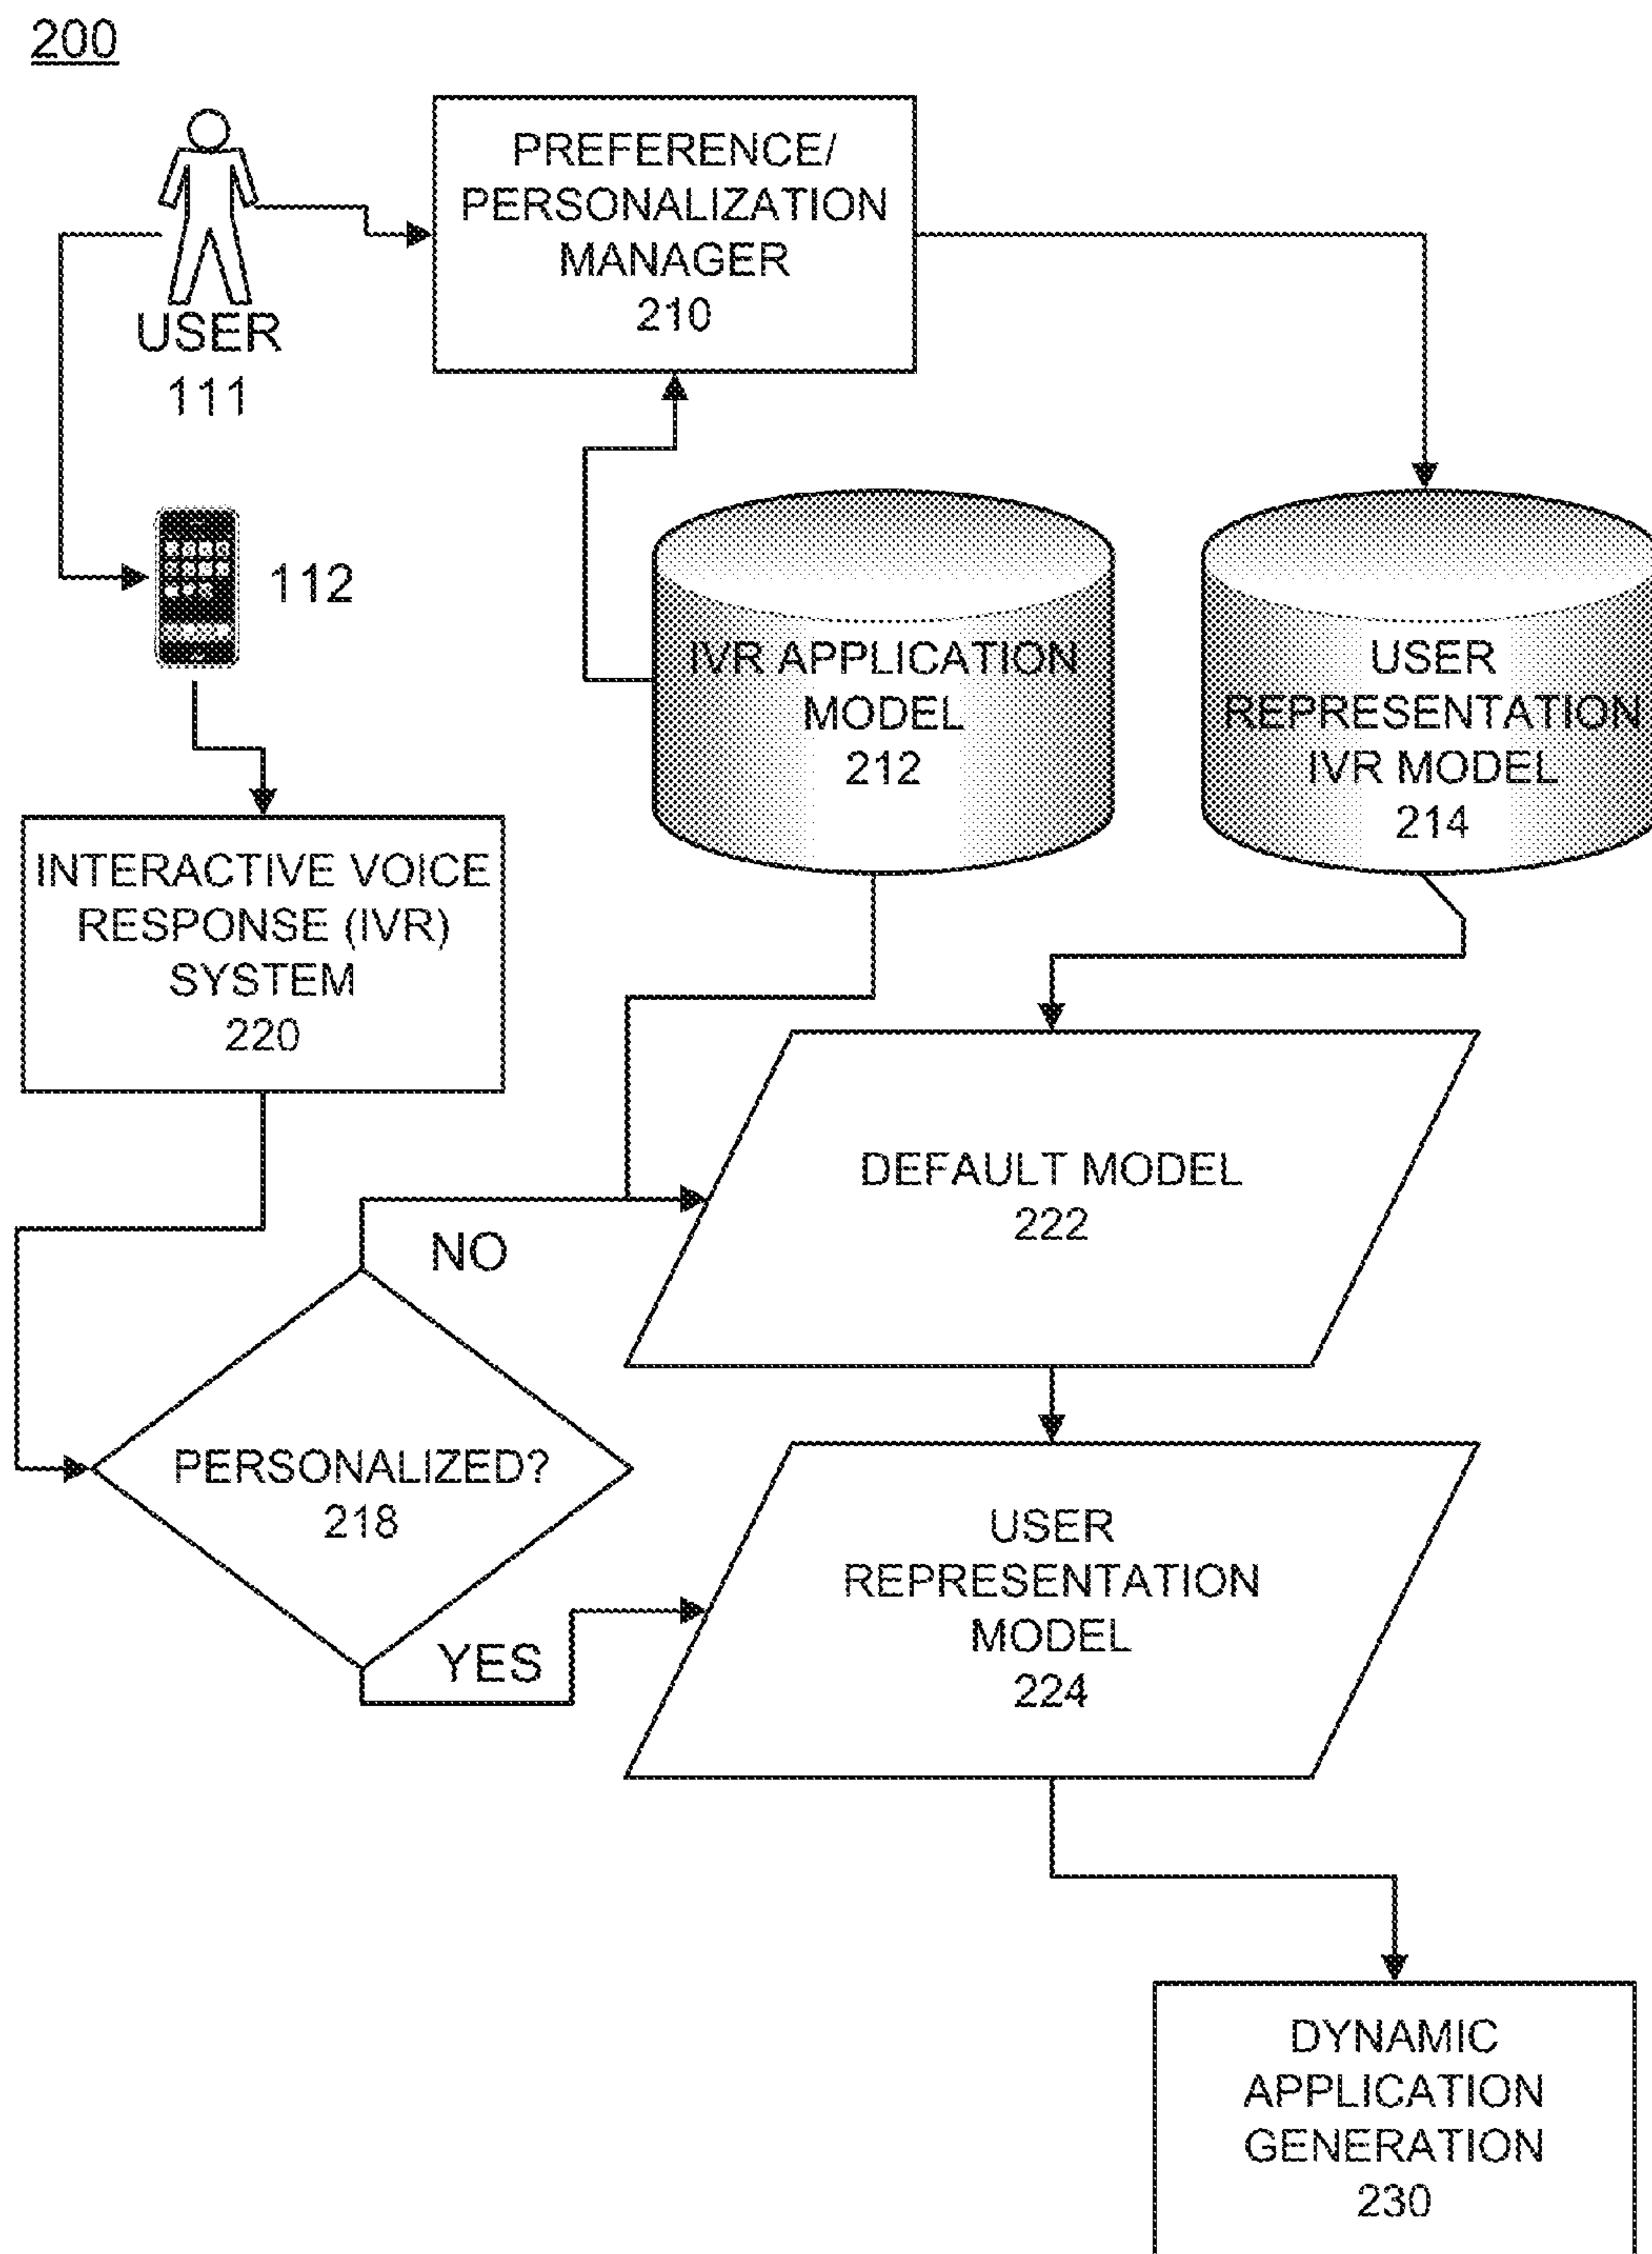 200
PREFERENCE/
PERSONALIZATION
MANAGER
210
USER
111
112
IVR APPLICATION
MODEL
212
USER
REPRESENTATION
IVR MODEL
214
INTERACTIVE VOICE
RESPONSE (IVR)
SYSTEM
220
DEFAULT MODEL
222
NO
PERSONALIZED?
218
YES
USER
REPRESENTATION
MODEL
224
DYNAMIC
APPLICATION
GENERATION
230